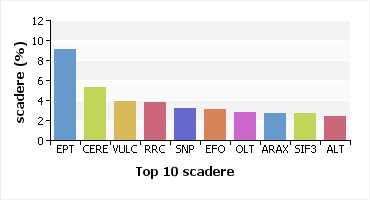 12
10
8
6
4
2
0
scadere (%)
EPT CERE VULC RRC SNP EFO OLT ARAX SIF3 ALT
Top 10 scadere